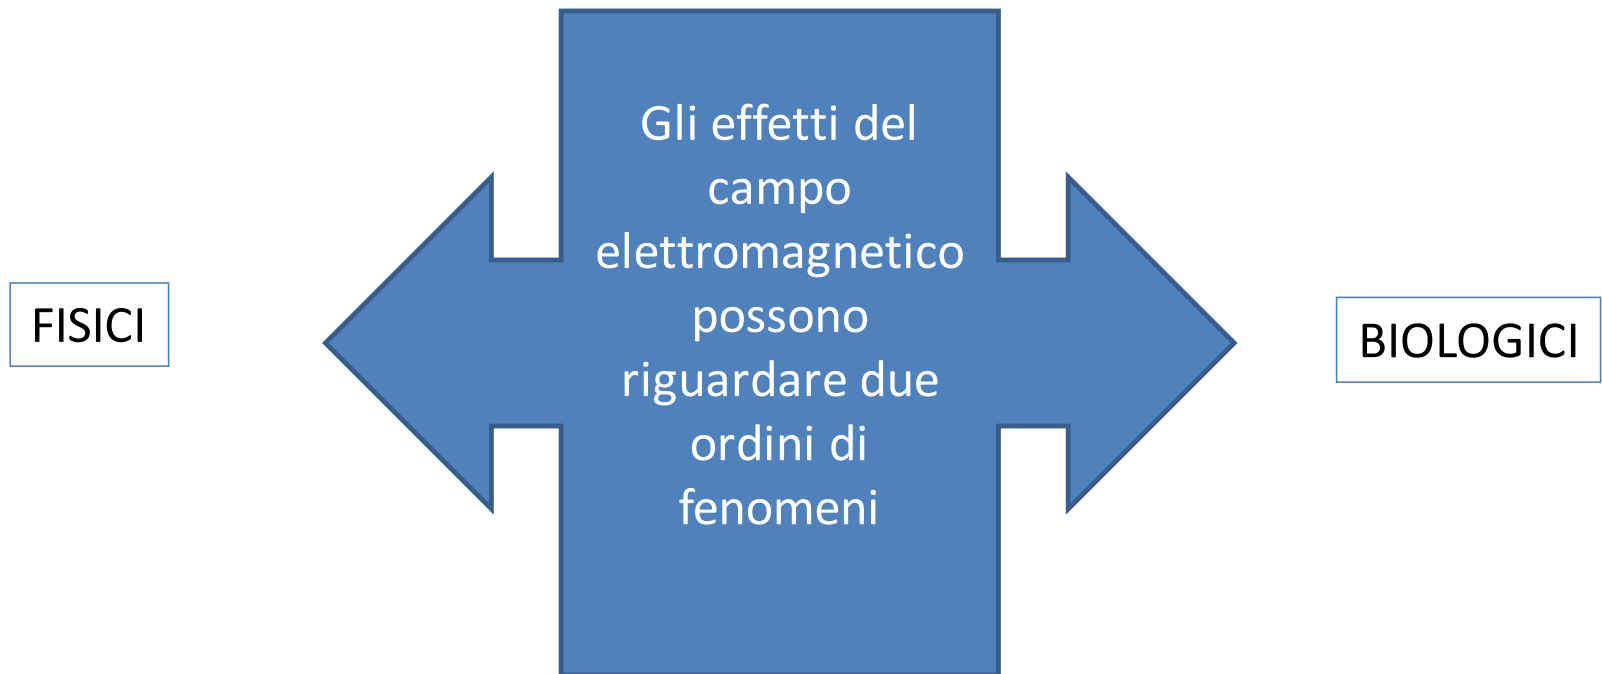 Gli effetti del
campo
elettromagnetico
possono
riguardare due
ordini di
fenomeni
FISICI
BIOLOGICI